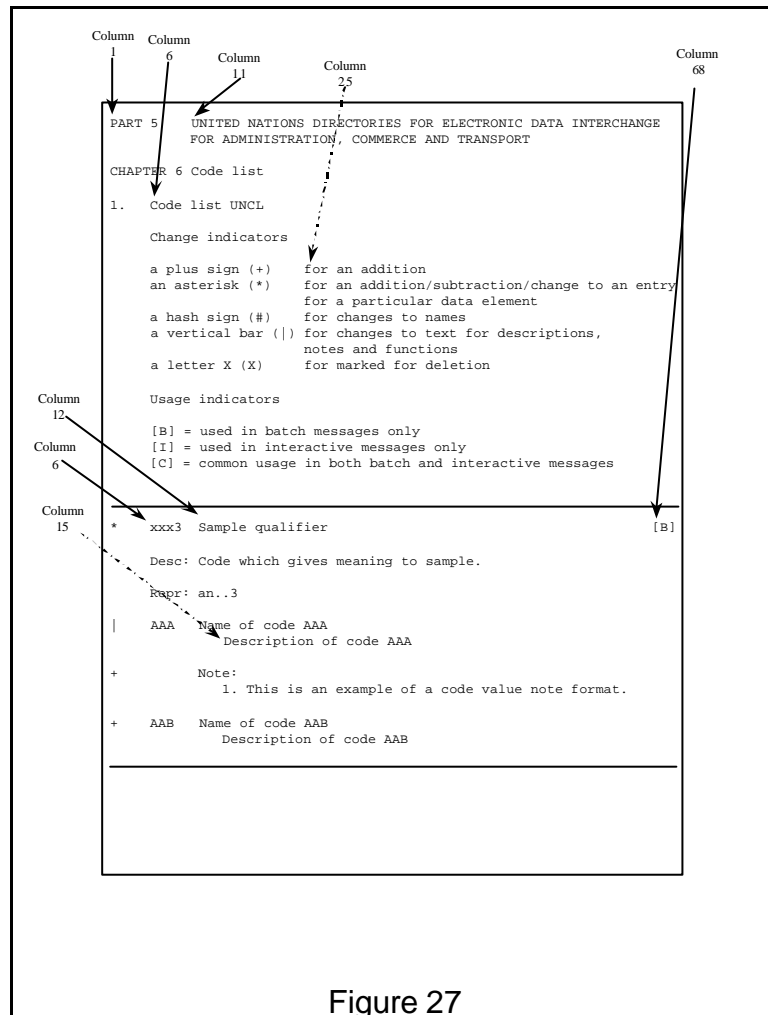 Column
1
Column
6
Column
11
Column
25
Column
68
PART 5 UNITED NATIONS DIRECTORIES FOR ELECTRONIC DATA INTERCHANGE
FOR ADMINISTRATION, COMMERCE AND TRANSPORT
CHAPTER 6 Code list
1. Code list UNCL
Change indicators
a plus sign (+) for an addition
an asterisk (*) for an addition/subtraction/change to an entry
for a particular data element
a hash sign (#) for changes to names
a vertical bar (|) for changes to text for descriptions,
notes and functions
a letter X (X) for marked for deletion
Usage indicators
Column
12
[B] = used in batch messages only
[I] = used in interactive messages only
[C] = common usage in both batch and interactive messages
Column
6
Column
15
* xxx3 Sample qualifier [B]
Desc: Code which gives meaning to sample.
Repr: an..3
| AAA Name of code AAA
Description of code AAA
+ Note:
1. This is an example of a code value note format.
+ AAB Name of code AAB
Description of code AAB
Figure 27